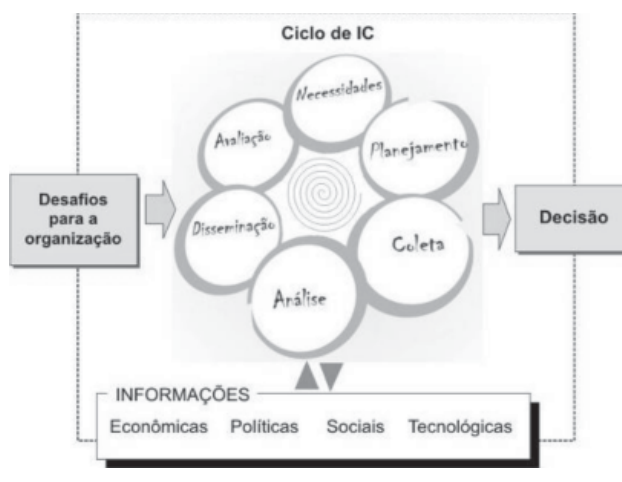 Ciclo de IC
Necessidades
Planejamento
Coleta
Análise
Disseminação
Avaliação
Desafios
para a
organização
Decisão
INFORMAÇÕES
Econômicas Políticas Sociais Tecnológicas